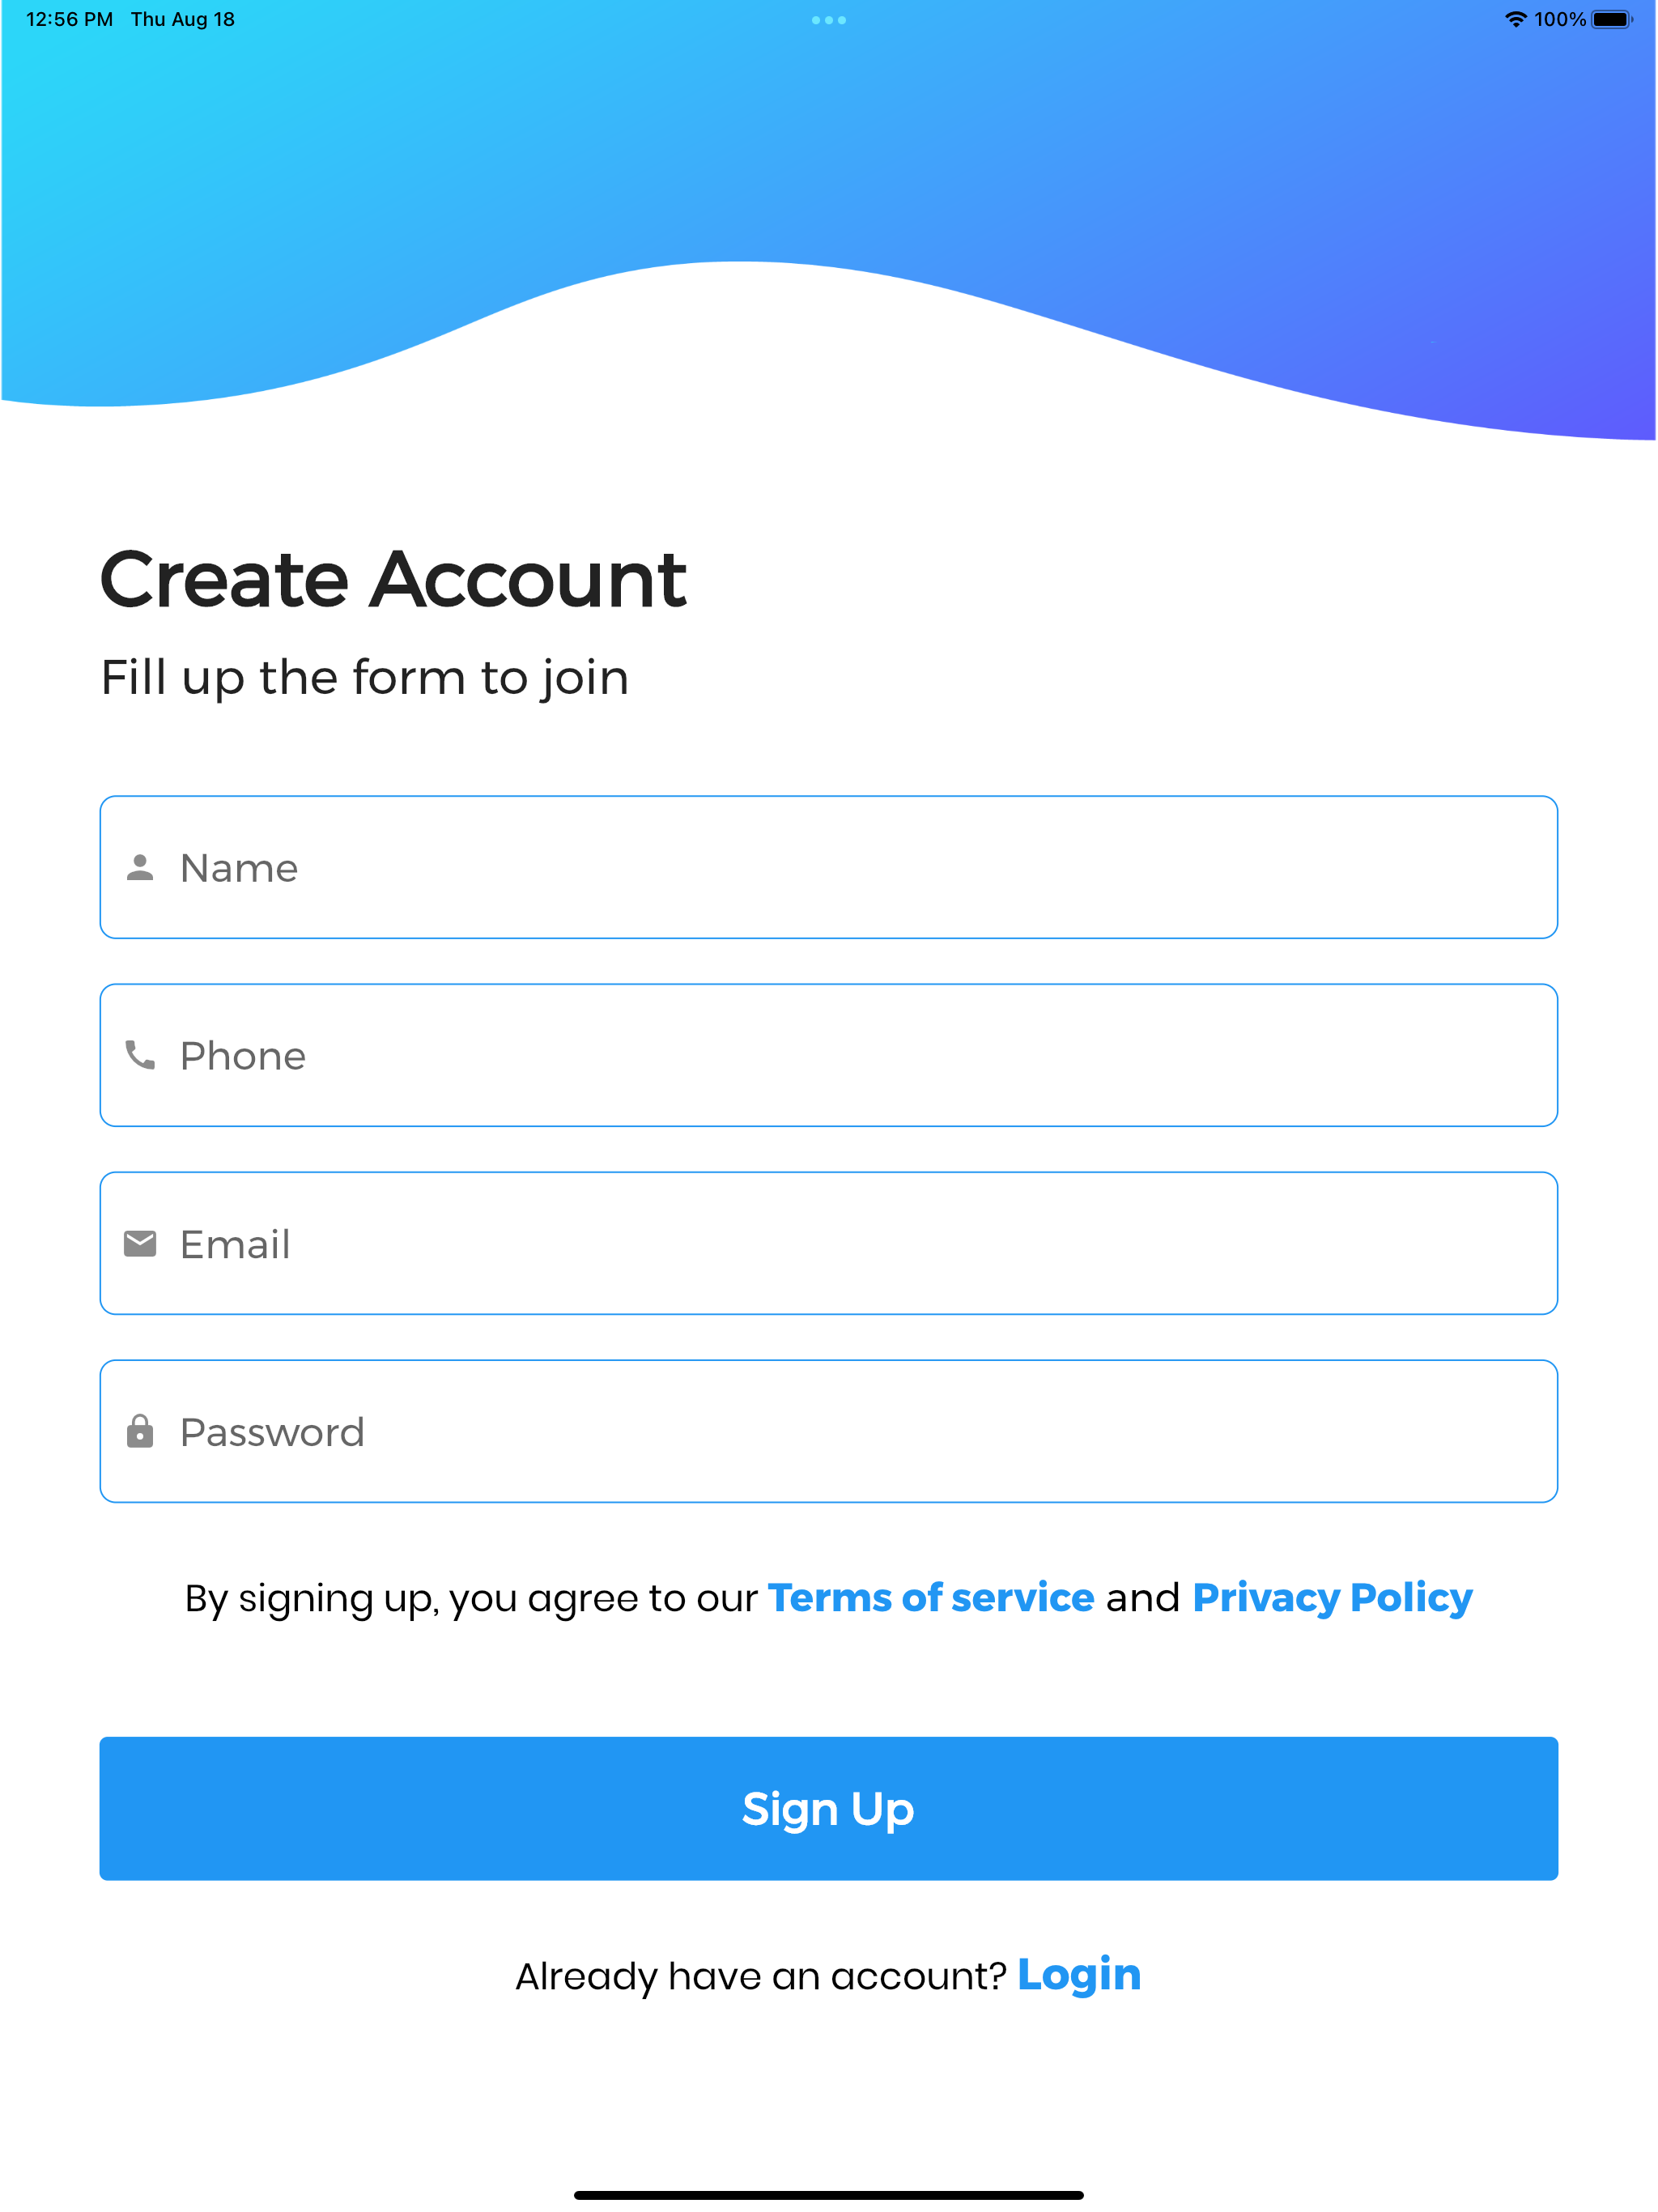 12:56 PM Thu Aug 18 100%
Create Account
Fill up the form to join
Name
Phone
Email
Password
By signing up, you agree to our Terms of service and Privacy Policy
Sign Up
Already have an account? Login